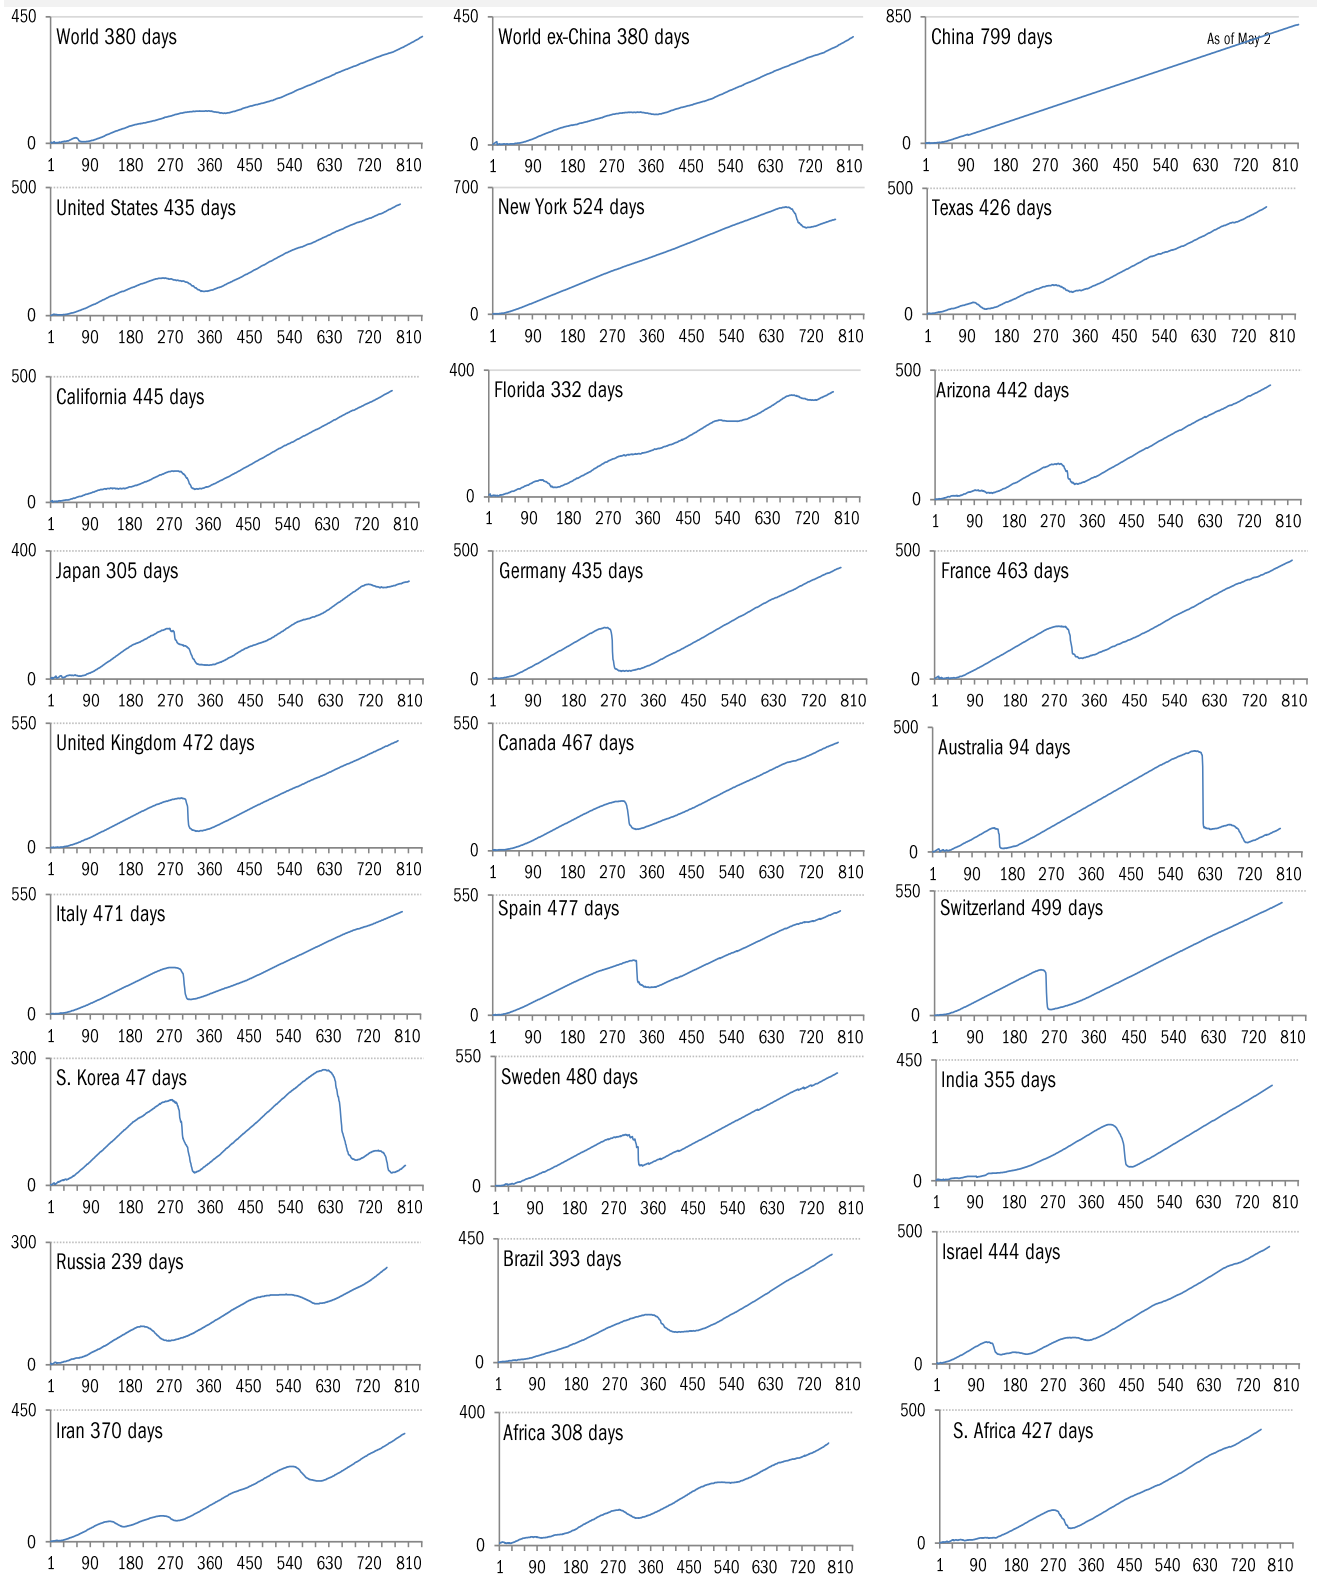 450 450 850
World 380 days World ex-China 380 days China 799 days
As of May 2
0 0 0
1 90 180 270 360 450 540 630 720 810 1 90 180 270 360 450 540 630 720 810 1 90 180 270 360 450 540 630 720 810
500 700 500
United States 435 days New York 524 days Texas 426 days
0 0 0
1 90 180 270 360 450 540 630 720 810 1 90 180 270 360 450 540 630 720 810 1 90 180 270 360 450 540 630 720 810
500 400 500
California 445 days Florida 332 days Arizona 442 days
0 0 0
1 90 180 270 360 450 540 630 720 810 1 90 180 270 360 450 540 630 720 810 1 90 180 270 360 450 540 630 720 810
400 500 500
Japan 305 days Germany 435 days France 463 days
0 0 0
1 90 180 270 360 450 540 630 720 810 1 90 180 270 360 450 540 630 720 810 1 90 180 270 360 450 540 630 720 810
550 550 500
United Kingdom 472 days Canada 467 days Australia 94 days
0 0 0
1 90 180 270 360 450 540 630 720 810 1 90 180 270 360 450 540 630 720 810 1 90 180 270 360 450 540 630 720 810
550 550 550
Italy 471 days Spain 477 days Switzerland 499 days
0 0 0
1 90 180 270 360 450 540 630 720 810 1 90 180 270 360 450 540 630 720 810 1 90 180 270 360 450 540 630 720 810
300 550 450
S. Korea 47 days Sweden 480 days India 355 days
0 0 0
1 90 180 270 360 450 540 630 720 810 1 90 180 270 360 450 540 630 720 810 1 90 180 270 360 450 540 630 720 810
300 450 500
Russia 239 days Brazil 393 days Israel 444 days
0 0 0
1 90 180 270 360 450 540 630 720 810 1 90 180 270 360 450 540 630 720 810 1 90 180 270 360 450 540 630 720 810
450 400 500
Iran 370 days Africa 308 days S. Africa 427 days
0 0 0
1 90 180 270 360 450 540 630 720 810 1 90 180 270 360 450 540 630 720 810 1 90 180 270 360 450 540 630 720 810